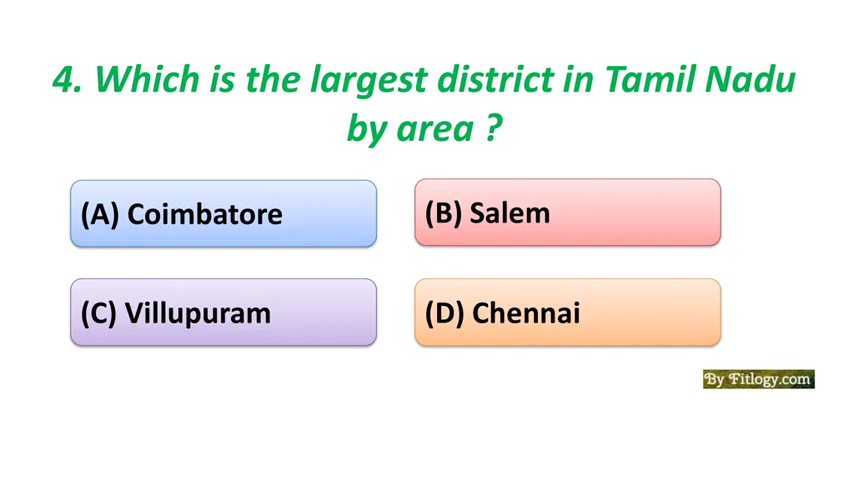 4. Which is the largest district in Tamil Nadu
by area ?
(A) Coimbatore
(B) Salem
(C) Villupuram
(D) Chennai
By Fitlogy.com